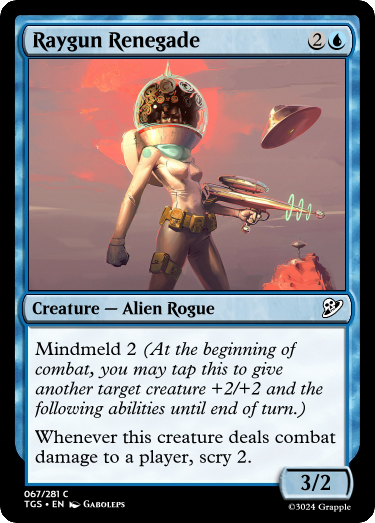 Raygun Renegade 2
Creature — Alien Rogue
Mindmeld 2 (At the beginning of
combat, you may tap this to give
another target creature +2/+2 and the
following abilities until end of turn.)
Whenever this creature deals combat
damage to a player, scry 2.
3/2
067/281 C
TGS • EN Gaboleps
©3024 Grapple